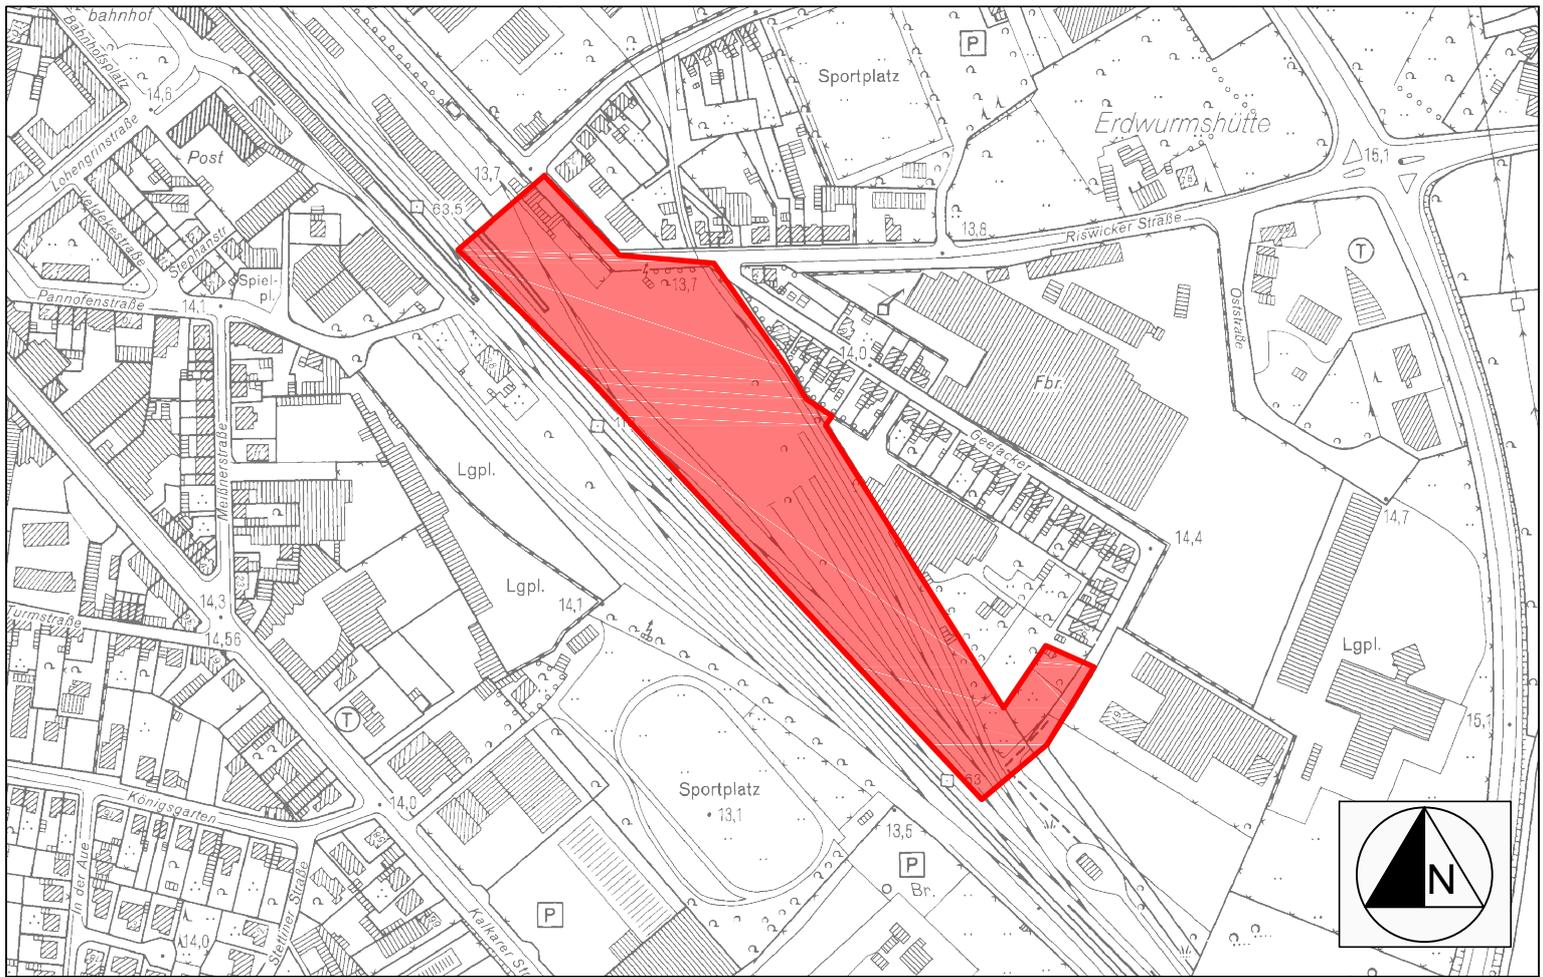 bahnhof
Bahnhofsplatz
14,6
Lohengrinstraße
Post
Stephanstr
Spiel-
pl.
Pannofenstraße
14,1
13,7
63,5
Sportplatz
P
Erdwurmshütte
15,1
13,8
Riswicker Straße
T
Oststraße
13,7
14,0
Fbr.
Geefacker
Lgpl.
Meißnerstraße
14,7
14,4
Lgpl.
14,1
14,3
14,56
Turmstraße
Lgpl.
T
15,1
63
Sportplatz
13,1
14,0
Königsgarten
13,5
P
Br.
In der Aue
Stettiner Straße
14,0
P
Kalkarer Str
N